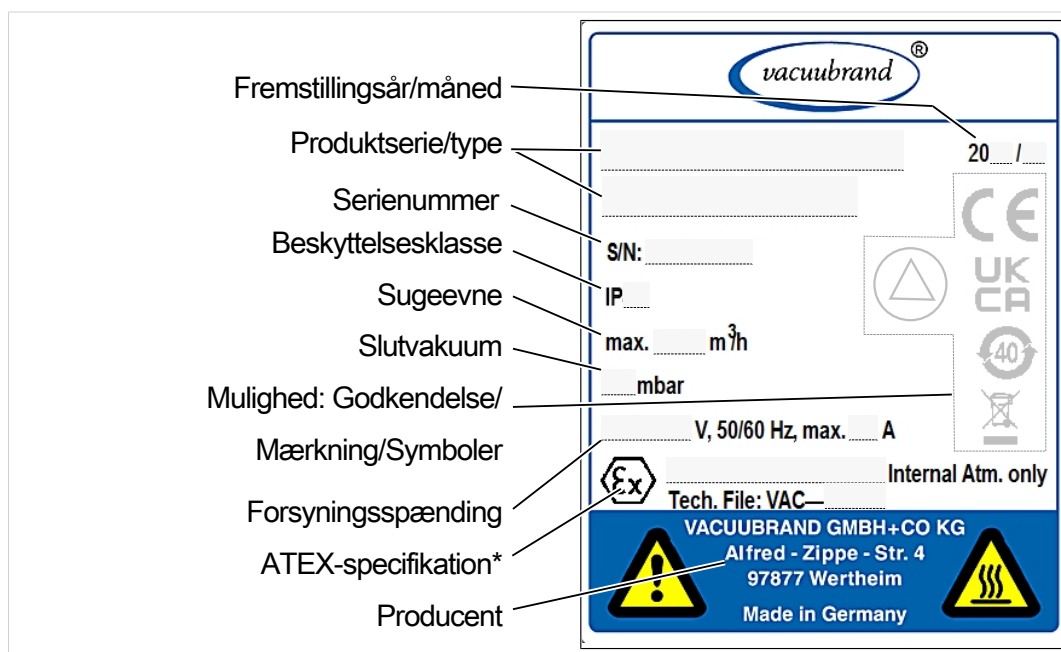 vacuubrand ®
Fremstillingsår/måned
Produktserie/type
20 /
Serienummer
CE
Beskyttelsesklasse
S/N:
UK
CA
Sugeevne
IP
Slutvakuum
max. m³/h
40
Mulighed: Godkendelse/
Mærkning/Symboler
mbar
V, 50/60 Hz, max. A
Forsyningsspænding
Ex
Internal Atm. only
Tech. File: VAC—
ATEX-specifikation*
Producent
VACUUBRAND GMBH+CO KG
Alfred - Zippe - Str. 4
97877 Wertheim
Made in Germany